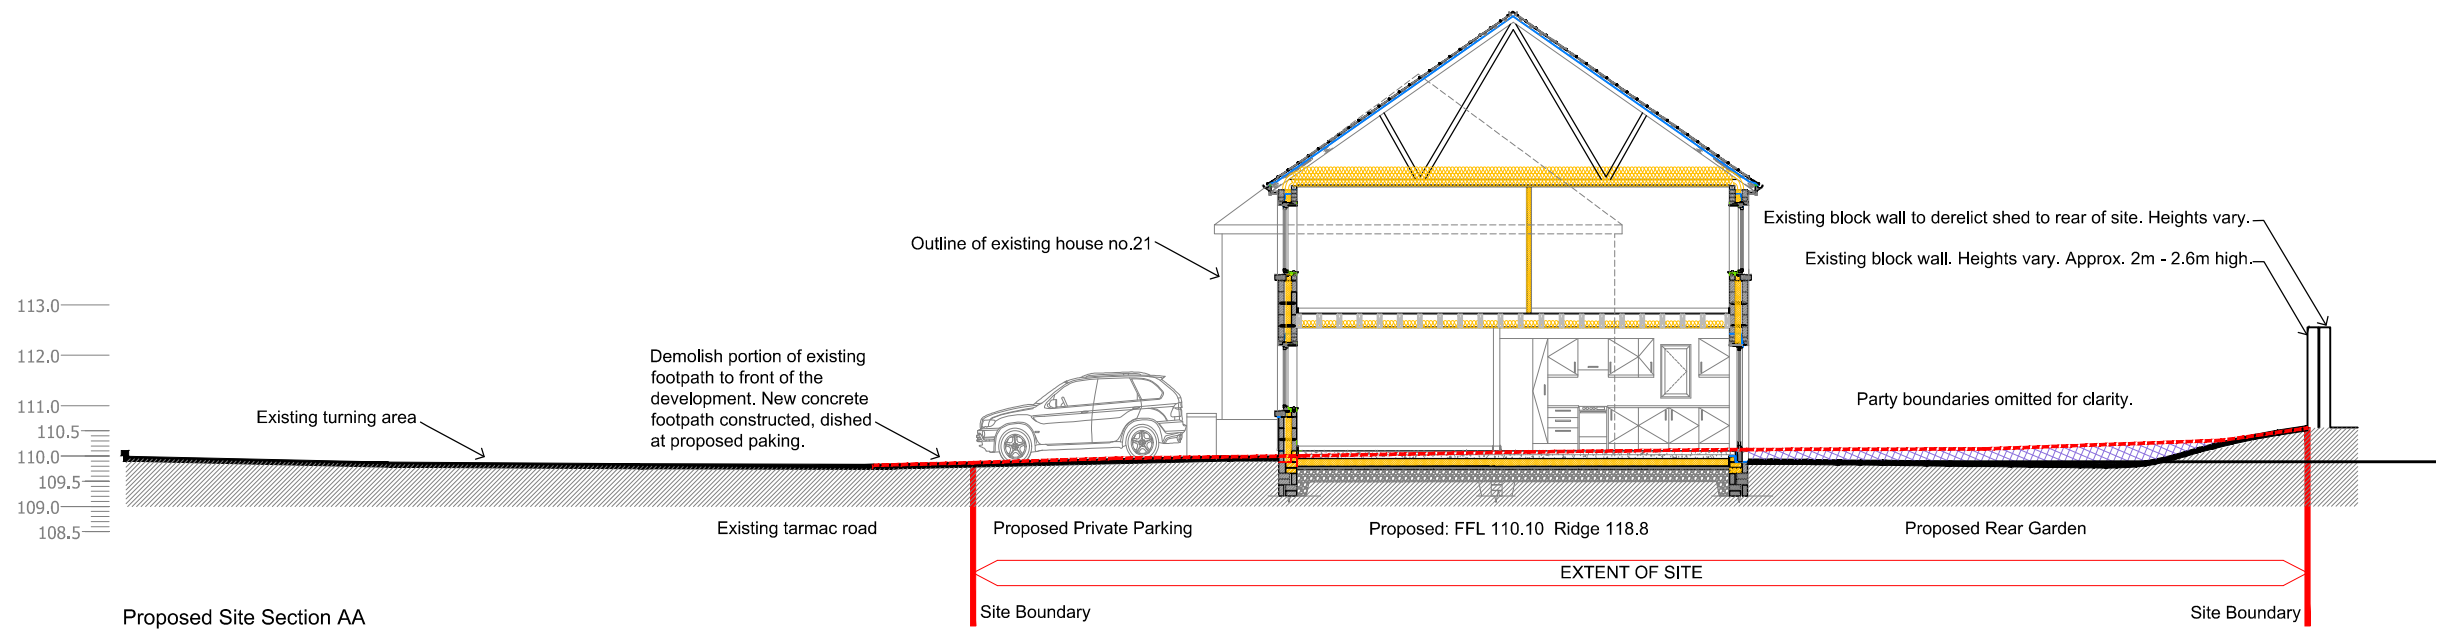 Outline of existing house no.21
Existing block wall to derelict shed to rear of site. Heights vary.
Existing block wall. Heights vary. Approx. 2m - 2.6m high.
113.0
112.0
111.0
110.5
110.0
109.5
109.0
108.5
Existing turning area
Demolish portion of existing
footpath to front of the
development. New concrete
footpath constructed, dished
at proposed paking.
Party boundaries omitted for clarity.
Existing tarmac road
Proposed Private Parking
Proposed: FFL 110.10 Ridge 118.8
Proposed Rear Garden
EXTENT OF SITE
Site Boundary
Site Boundary
Proposed Site Section AA